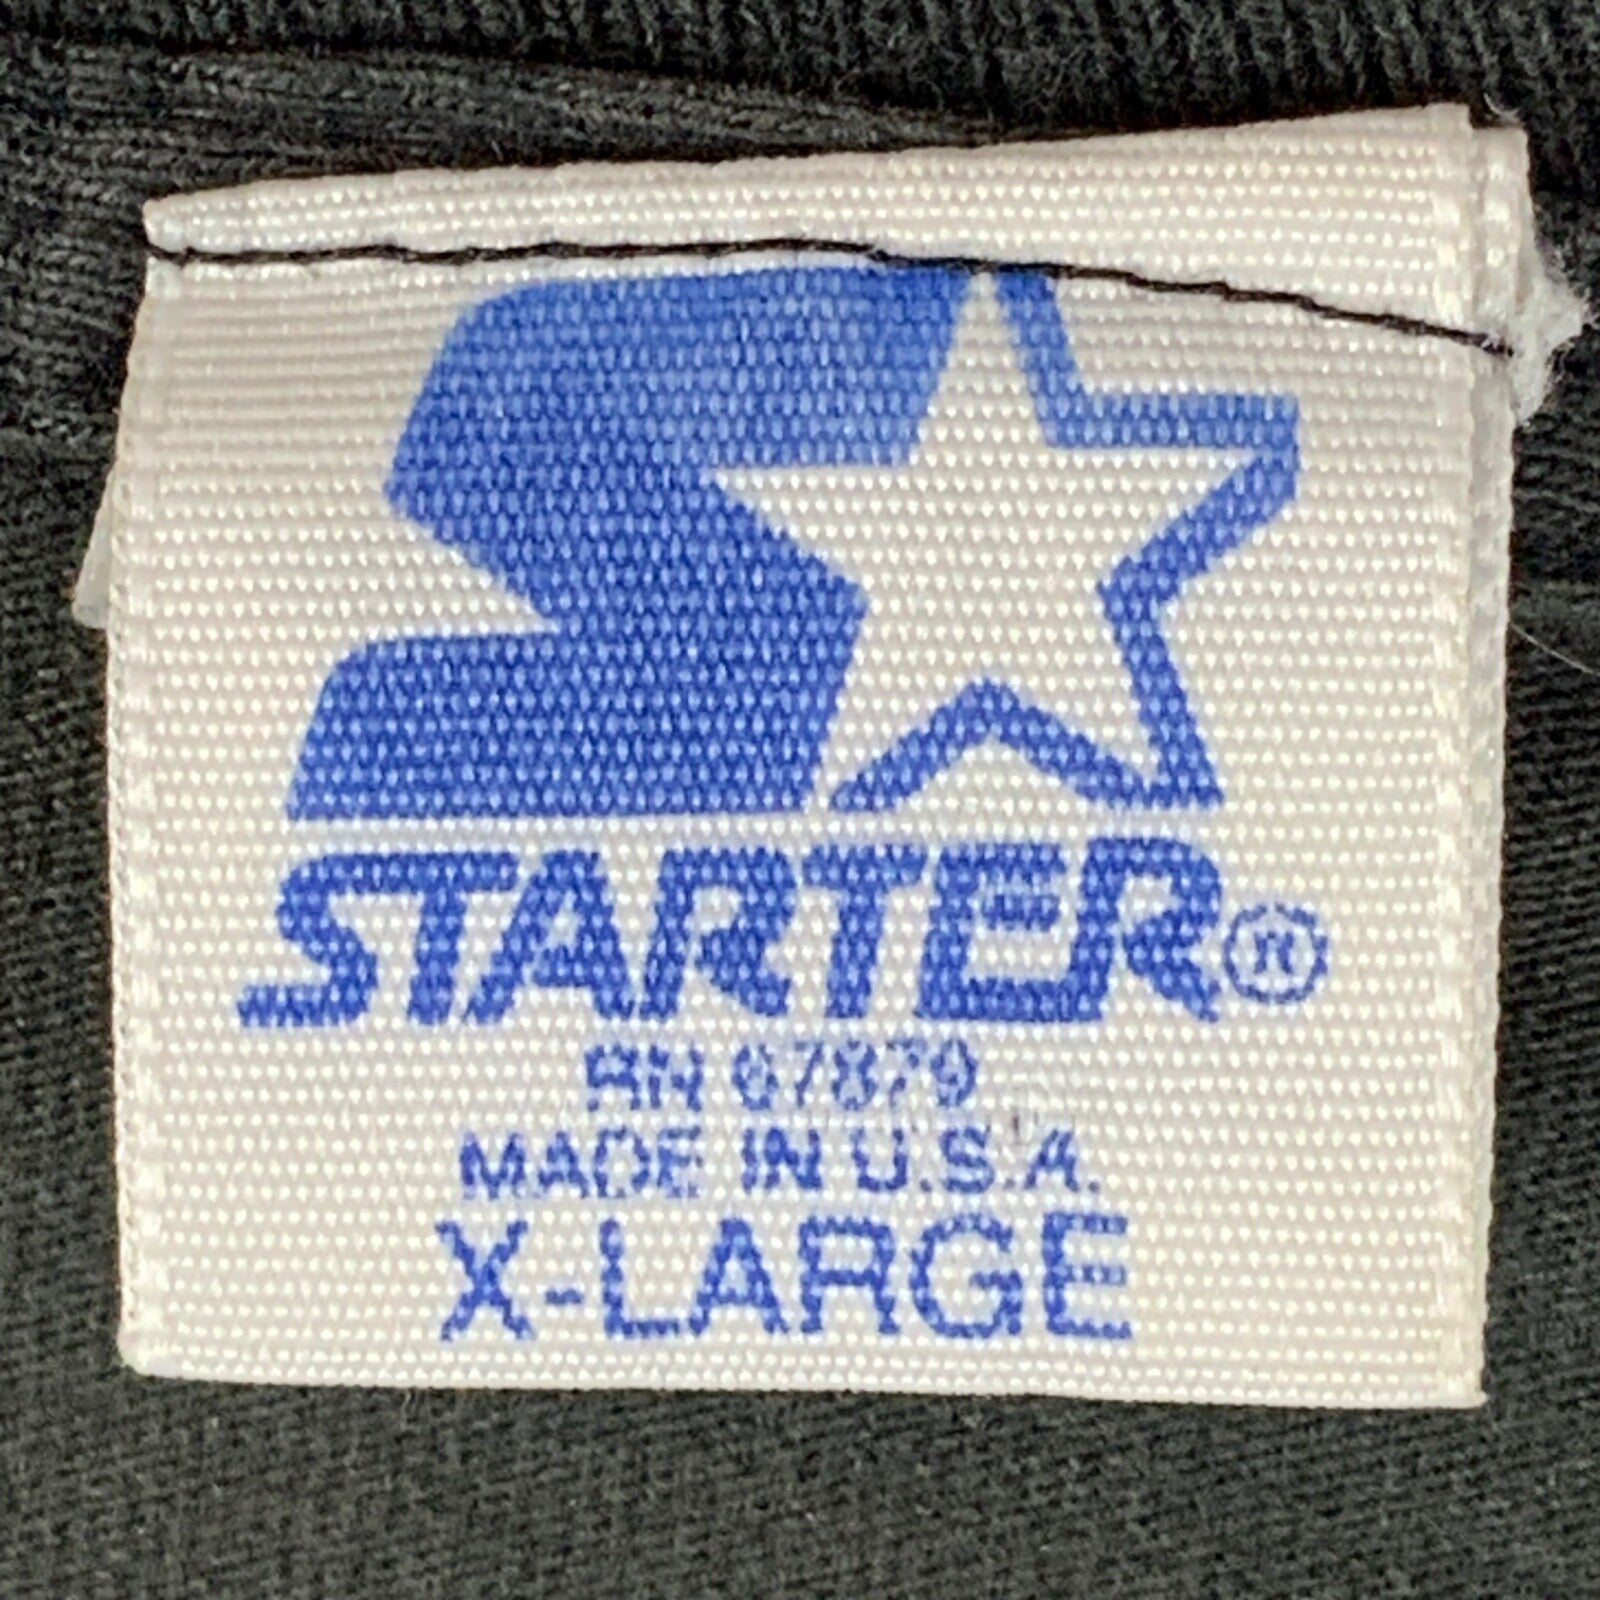 STARTER®
RN 67879
MADE IN U.S.A.
X-LARGE